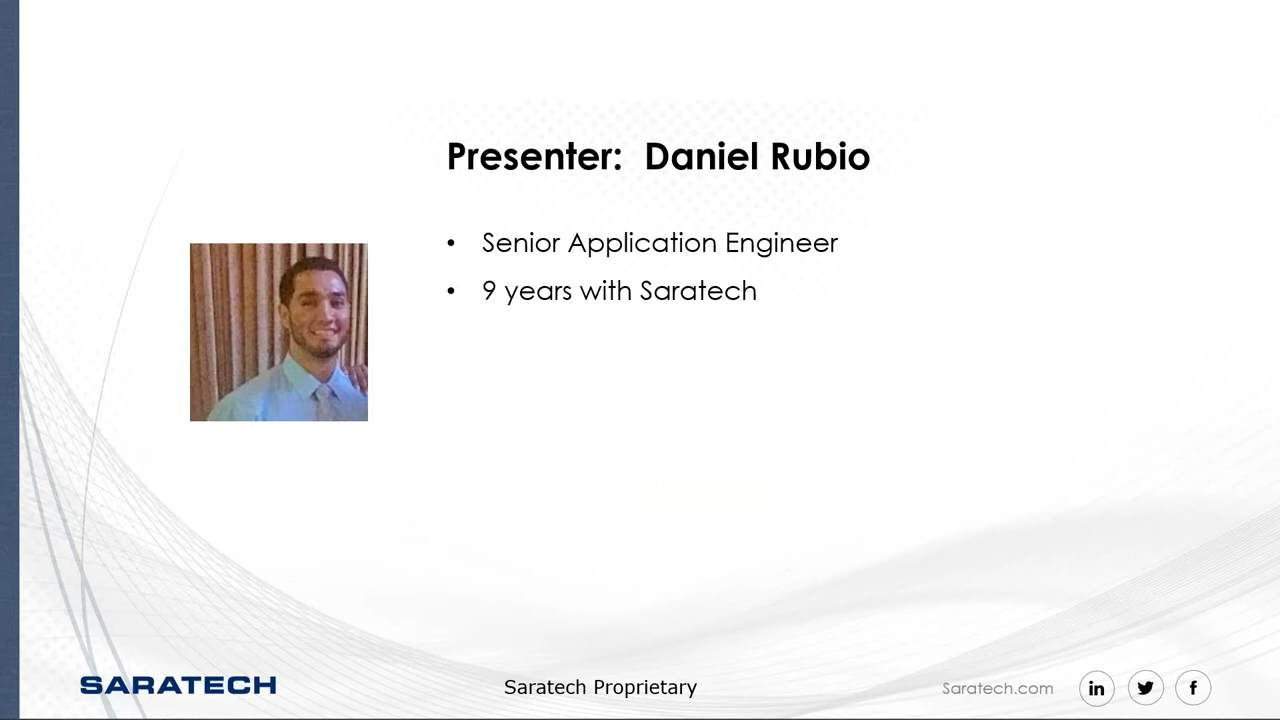 Presenter: Daniel Rubio
• Senior Application Engineer
• 9 years with Saratech
SARATECH
Saratech Proprietary
Saratech.com
in
f